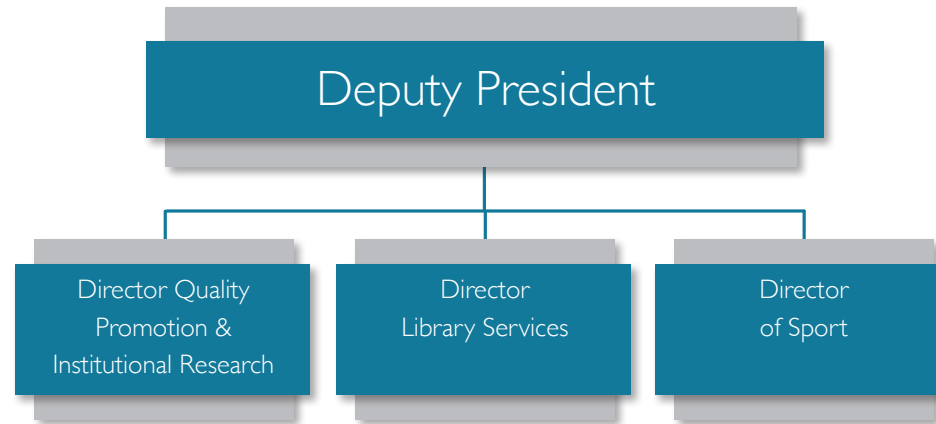 Deputy President
Director Quality
Promotion &
Institutional Research
Director
Library Services
Director
of Sport